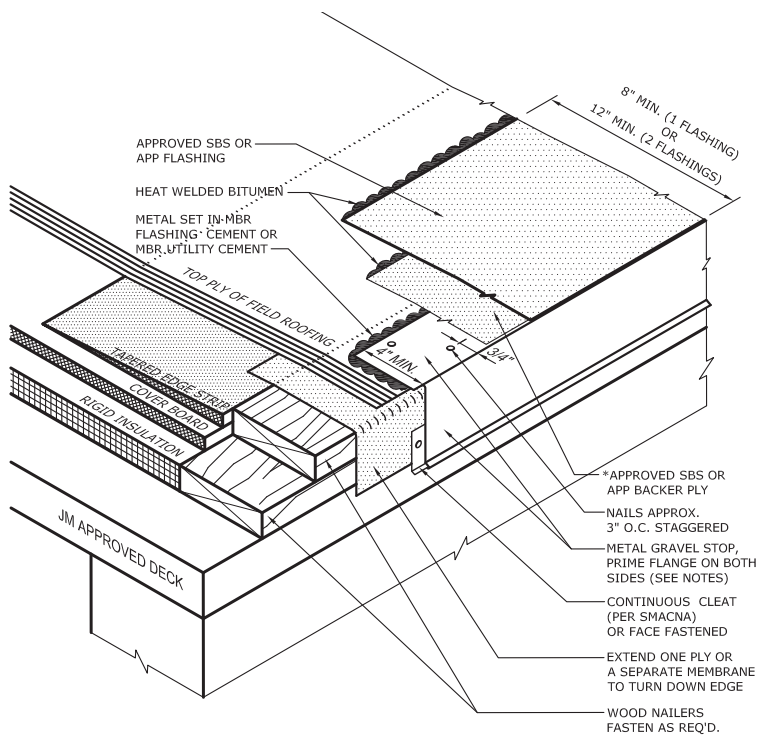 8" MIN. (1 FLASHING)
OR
12" MIN. (2 FLASHINGS)
APPROVED SBS OR
APP FLASHING
HEAT WELDED BITUMEN
METAL SET IN MBR
FLASHING CEMENT OR
MBR UTILITY CEMENT
TOP PLY OF FIELD ROOFING
4" MIN.
3/4"
TAPERED EDGE STRIP
COVER BOARD
RIGID INSULATION
JM APPROVED DECK
*APPROVED SBS OR
APP BACKER PLY
NAILS APPROX.
3" O.C. STAGGERED
METAL GRAVEL STOP,
PRIME FLANGE ON BOTH
SIDES (SEE NOTES)
CONTINUOUS CLEAT
(PER SMACNA)
OR FACE FASTENED
EXTEND ONE PLY OR
A SEPARATE MEMBRANE
TO TURN DOWN EDGE
WOOD NAILERS
FASTEN AS REQ'D.